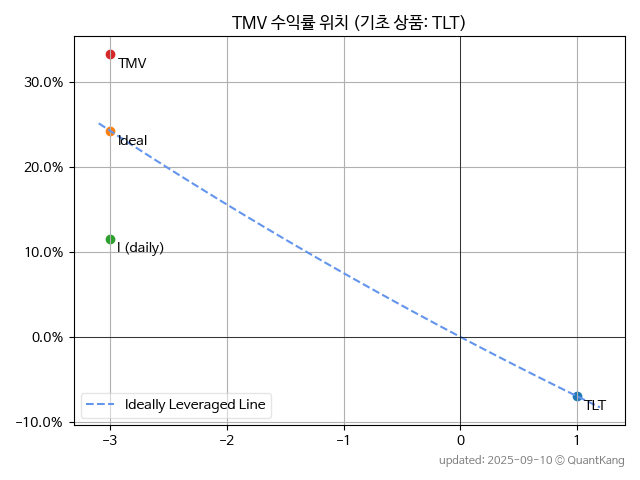 TMV 수익률 위치 (기초 상품: TLT)
30.0%
20.0%
10.0%
0.0%
-10.0%
TMV
Ideal
I (daily)
TLT
Ideally Leveraged Line
-3 -2 -1 0 1
updated: 2025-09-10 © QuantKang